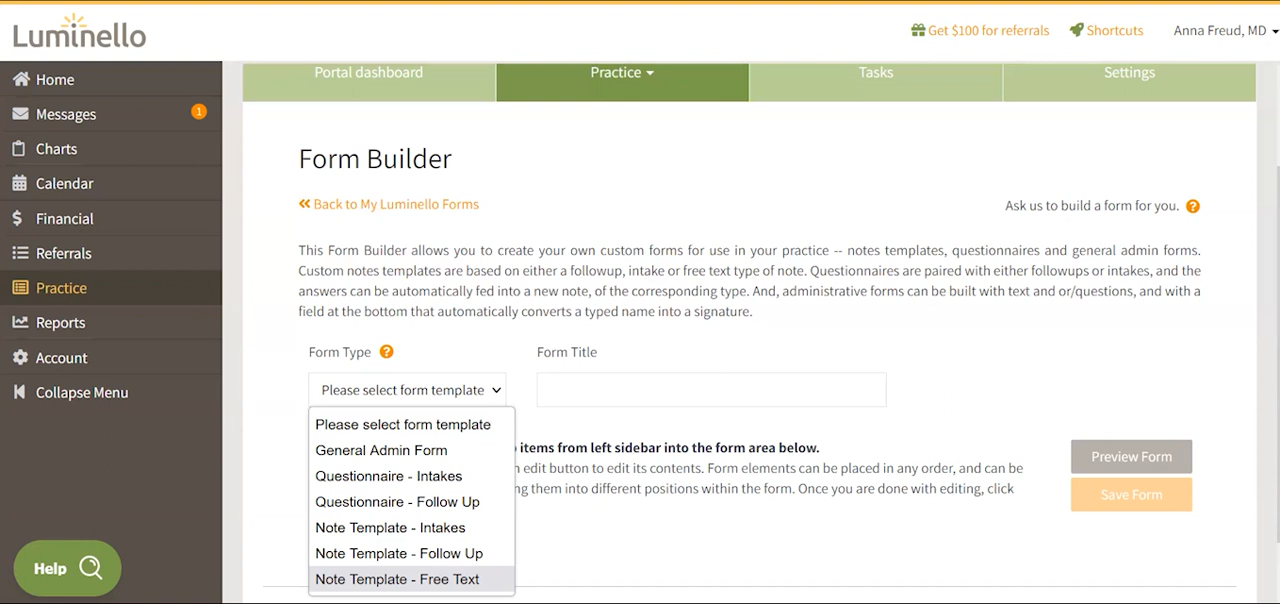 Luminello
Get $100 for referrals
Shortcuts
Anna Freud, MD
Home
Messages
1
Charts
Calendar
Financial
Referrals
Practice
Reports
Account
Collapse Menu
Help
Portal dashboard
Practice
Tasks
Settings
Form Builder
Back to My Luminello Forms
Ask us to build a form for you. ?
This Form Builder allows you to create your own custom forms for use in your practice -- notes templates, questionnaires and general admin forms.
Custom notes templates are based on either a followup, intake or free text type of note. Questionnaires are paired with either followups or intakes, and the
answers can be automatically fed into a new note, of the corresponding type. And, administrative forms can be built with text and or/questions, and with a
field at the bottom that automatically converts a typed name into a signature.
Form Type ?
Form Title
Please select form template
Please select form template
General Admin Form
Questionnaire - Intakes
Questionnaire - Follow Up
Note Template - Intakes
Note Template - Follow Up
Note Template - Free Text
items from left sidebar into the form area below.
edit button to edit its contents. Form elements can be placed in any order, and can be
them into different positions within the form. Once you are done with editing, click
Preview Form
Save Form